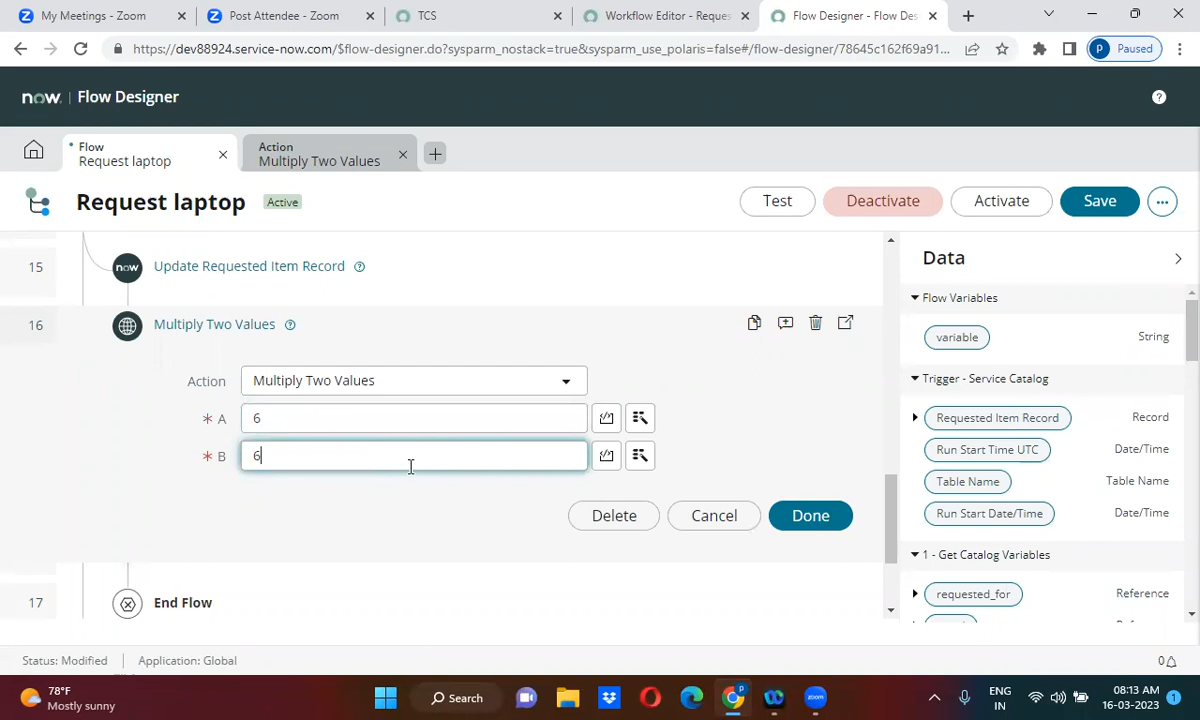 My Meetings - Zoom
Post Attendee - Zoom
TCS
Workflow Editor - Reques
Flow Designer - Flow Des
https://dev88924.service-now.com/$flow-designer.do?sysparm_nostack=true&sysparm_use_polaris=false#/flow-designer/78645c162f69a91...
P
Paused
now. | Flow Designer
Flow
Request laptop
Action
Multiply Two Values
Request laptop
Active
Test
Deactivate
Activate
Save
Data
15
now
Update Requested Item Record
16
Multiply Two Values
Action
Multiply Two Values
* A
6
* B
6
Delete
Cancel
Done
17
End Flow
Flow Variables
variable
String
Trigger - Service Catalog
Requested Item Record
Record
Run Start Time UTC
Date/Time
Table Name
Table Name
Run Start Date/Time
Date/Time
1 - Get Catalog Variables
requested_for
Reference
Status: Modified
Application: Global
0
78°F
Mostly sunny
Search
ENG
IN
08:13 AM
16-03-2023
1